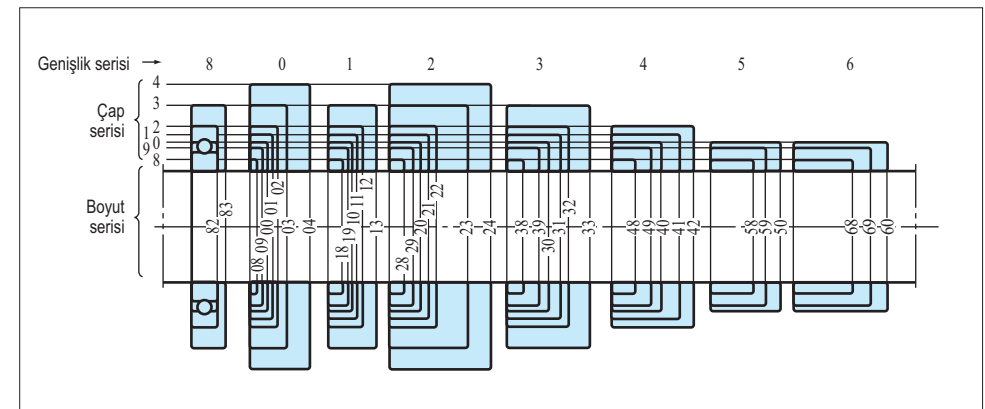 Genişlik serisi → 8 0 1 2 3 4 5 6
Çap serisi
4
3
2
1
0
9
8
Boyut serisi
82 83
08 09 00 01 02 03 04
18 19 10 11 12 13
28 29 20 21 22 23 24
38 39 30 31 32 33
48 49 40 41 42
58 59 50
68 69 60